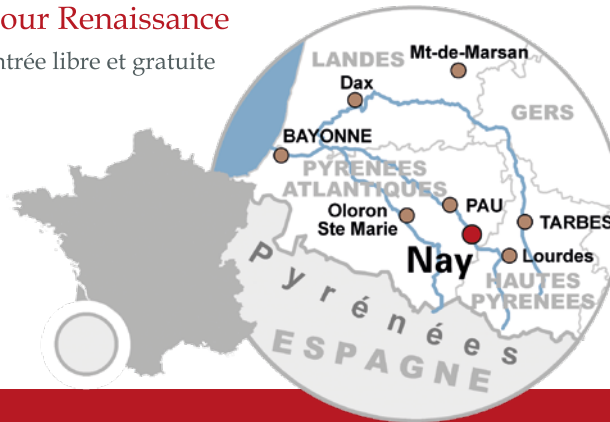 our Renaissance
ntrée libre et gratuite
LANDES
Mt-de-Marsan
Dax
GERS
BAYONNE
PYRENEES
ATLANTIQUES
PAU
Oloron
Ste Marie
TARBES
Nay
Lourdes
HAUTES
PYRENEES
Pyrénées
ESPAGNE